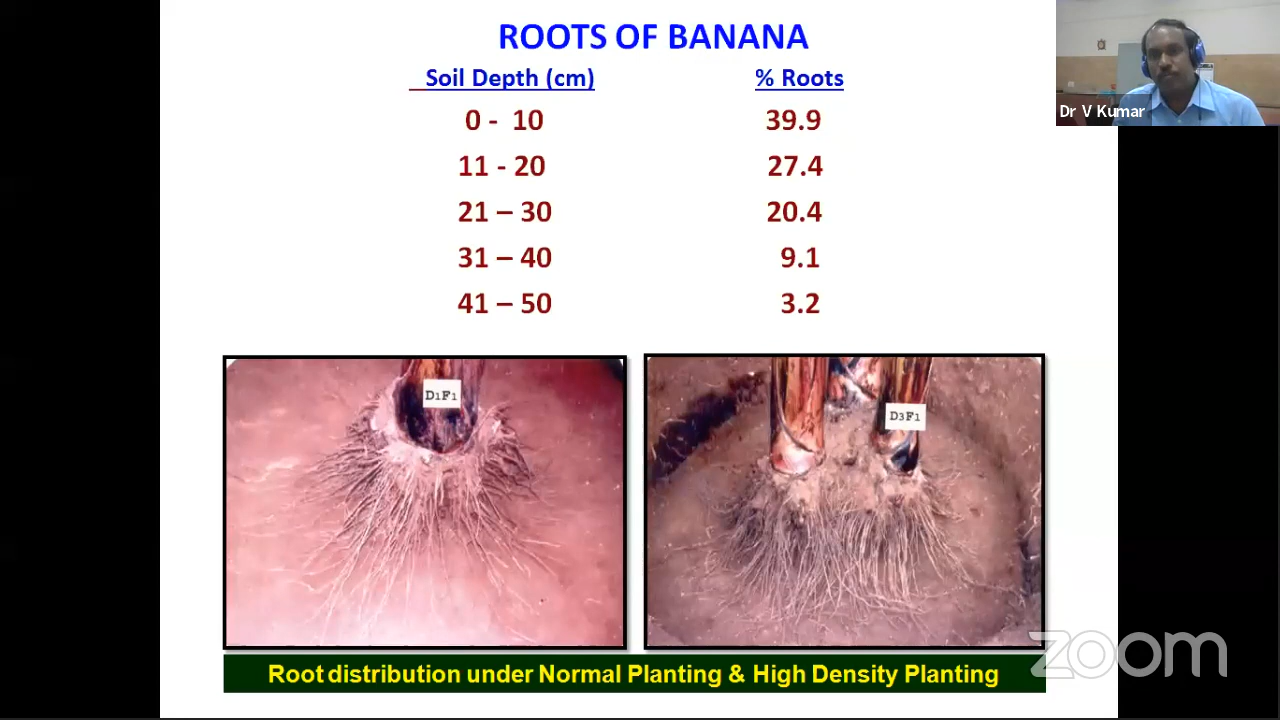 ROOTS OF BANANA
Soil Depth (cm) % Roots
0 - 10 39.9
11 - 20 27.4
21 – 30 20.4
31 – 40 9.1
41 – 50 3.2
Dr V Kumar
D1F1
D3F1
Root distribution under Normal Planting & High Density Planting
zoom